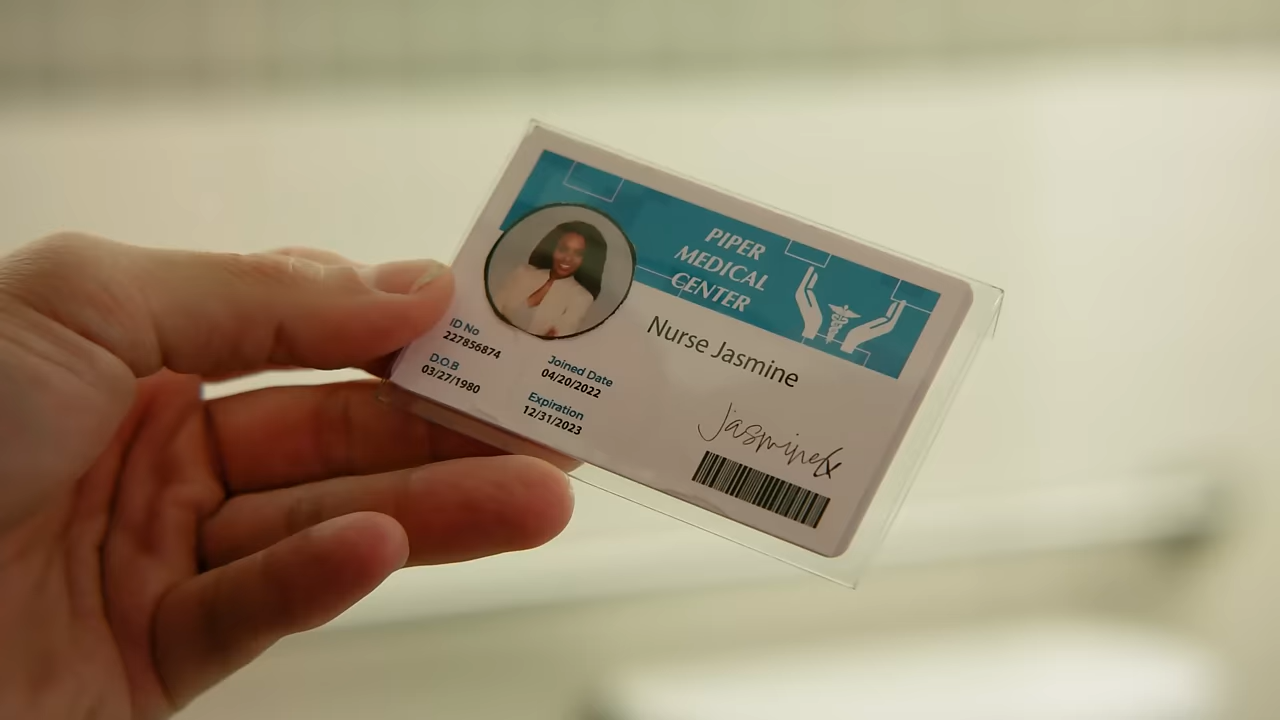 PIPER
MEDICAL
CENTER
Nurse Jasmine
ID No
227856874
D.O.B
03/27/1980
Joined Date
04/20/2022
Expiration
12/31/2023